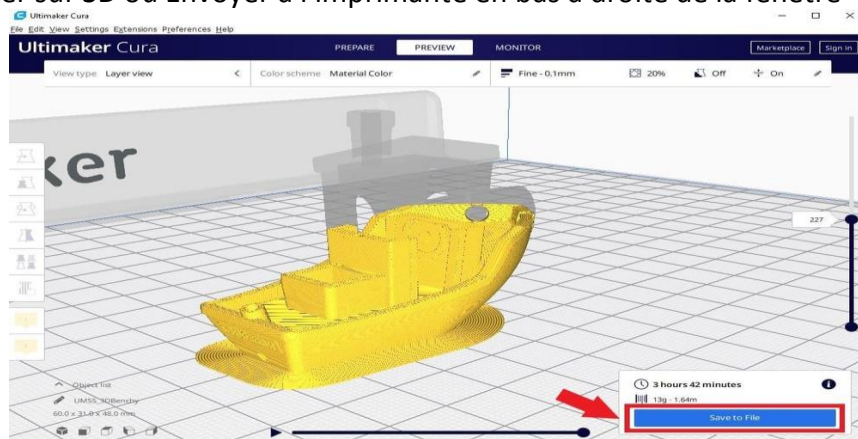 er sur SD ou Envoyer à l'imprimante en bas à droite de la fenêtre
Ultimaker Cura
File Edit View Settings Extensions Preferences Help
Ultimaker Cura PREPARE PREVIEW MONITOR Marketplace Sign in
View type Layer view Color scheme Material Color Fine - 0.1mm 20% Off On
ker
227
Object list
UMS5_3DBenchy
60.0 x 31.0 x 48.0 mm
3 hours 42 minutes
13g · 1.64m
Save to File